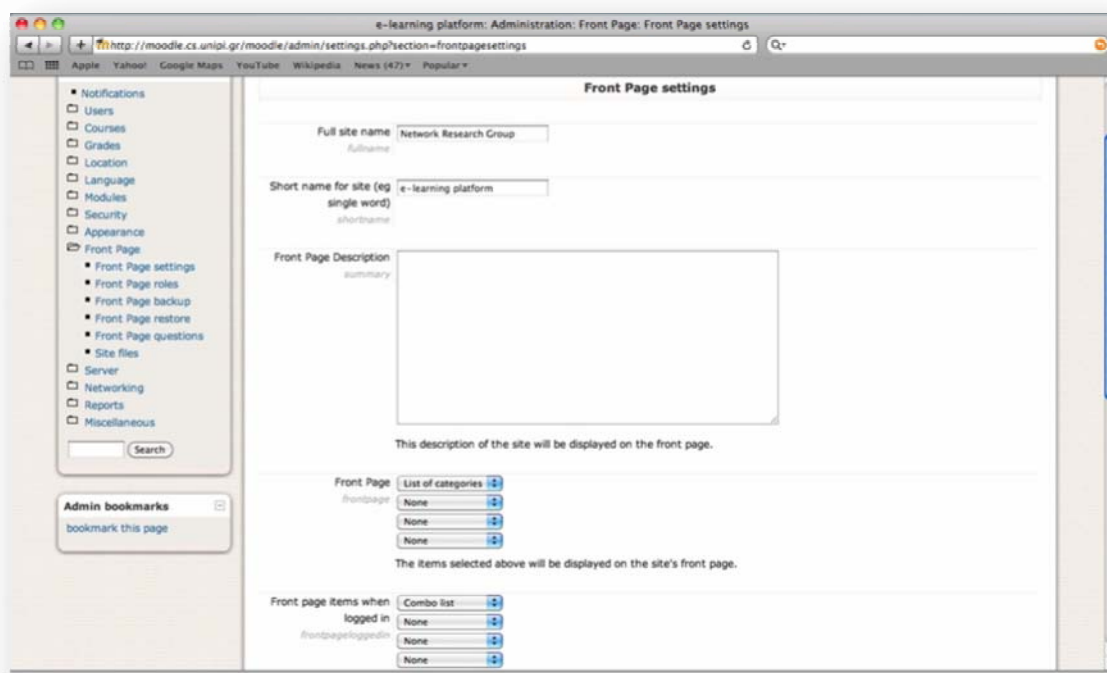 e-learning platform: Administration: Front Page: Front Page settings
http://moodle.cs.unipi.gr/moodle/admin/settings.php?section=frontpagesettings
Apple Yahoo! Google Maps YouTube Wikipedia News (47) Popular
Notifications
Users
Courses
Grades
Location
Language
Modules
Security
Appearance
Front Page
Front Page settings
Front Page roles
Front Page backup
Front Page restore
Front Page questions
Site files
Server
Networking
Reports
Miscellaneous
Search
Admin bookmarks
bookmark this page
Front Page settings
Full site name Network Research Group
fullname
Short name for site (eg e-learning platform
single word)
shortname
Front Page Description
summary
This description of the site will be displayed on the front page.
Front Page List of categories
frontpage None
None
None
The items selected above will be displayed on the site's front page.
Front page items when Combo list
logged in None
frontpageloggedin None
None